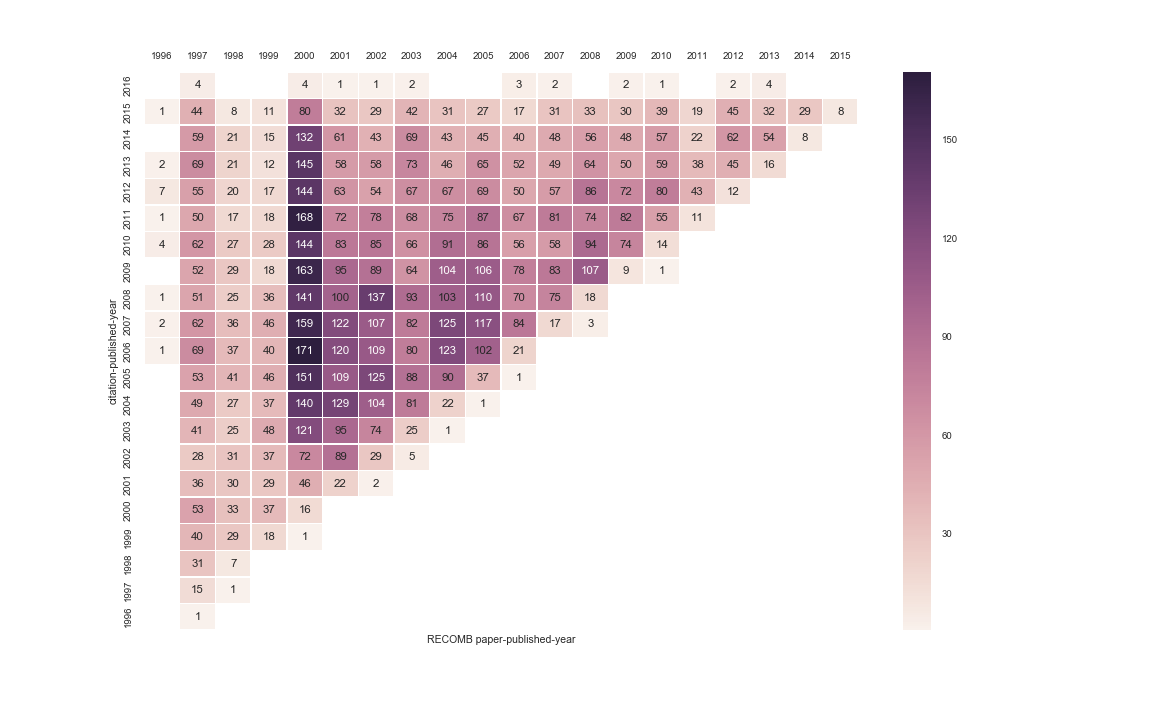 1996 1997 1998 1999 2000 2001 2002 2003 2004 2005 2006 2007 2008 2009 2010 2011 2012 2013 2014 2015
2016 4 4 1 1 2 3 2 2 1 2 4
2015 1 44 8 11 80 32 29 42 31 27 17 31 33 30 39 19 45 32 29 8
2014 59 21 15 132 61 43 69 43 45 40 48 56 48 57 22 62 54 8
150
2013 2 69 21 12 145 58 58 73 46 65 52 49 64 50 59 38 45 16
2012 7 55 20 17 144 63 54 67 67 69 50 57 86 72 80 43 12
2011 1 50 17 18 168 72 78 68 75 87 67 81 74 82 55 11
120
2010 4 62 27 28 144 83 85 66 91 86 56 58 94 74 14
2009 52 29 18 163 95 89 64 104 106 78 83 107 9 1
2008 1 51 25 36 141 100 137 93 103 110 70 75 18
2007 2 62 36 46 159 122 107 82 125 117 84 17 3
90
2006 1 69 37 40 171 120 109 80 123 102 21
citation-published-year
2005 53 41 46 151 109 125 88 90 37 1
2004 49 27 37 140 129 104 81 22 1
2003 41 25 48 121 95 74 25 1
60
2002 28 31 37 72 89 29 5
2001 36 30 29 46 22 2
2000 53 33 37 16
1999 40 29 18 1
30
1998 31 7
1997 15 1
1996 1
RECOMB paper-published-year